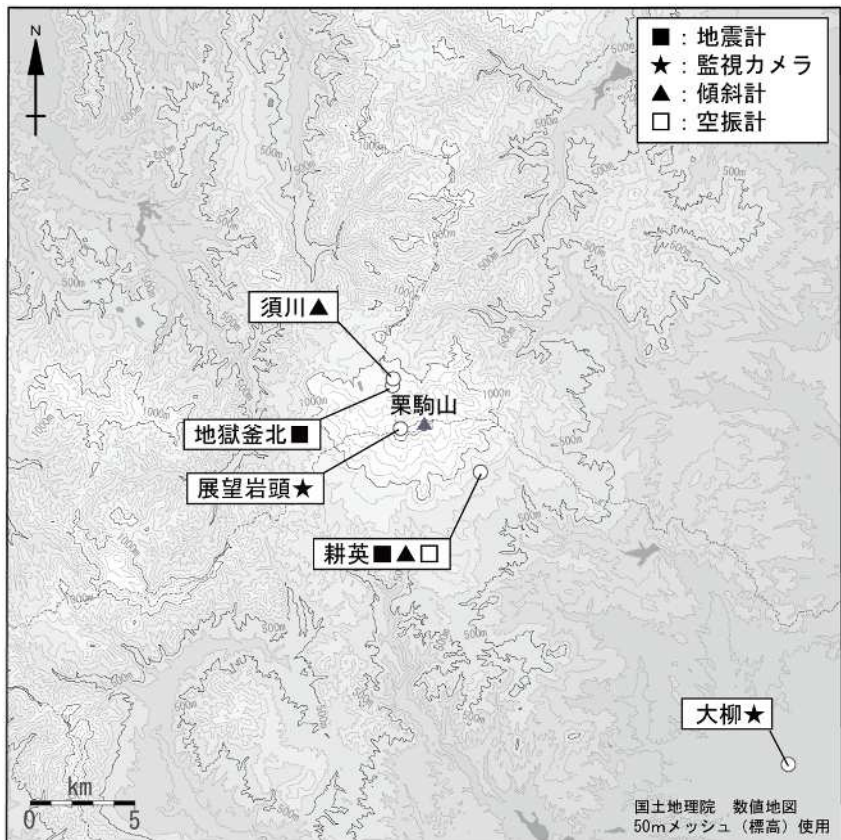 N
■：地震計
★：監視カメラ
▲：傾斜計
□：空振計
須川▲
栗駒山
地獄釜北■
展望岩頭★
耕英■▲□
大柳★
km
0 5
国土地理院 数値地図
50mメッシュ（標高）使用
500m
1000m